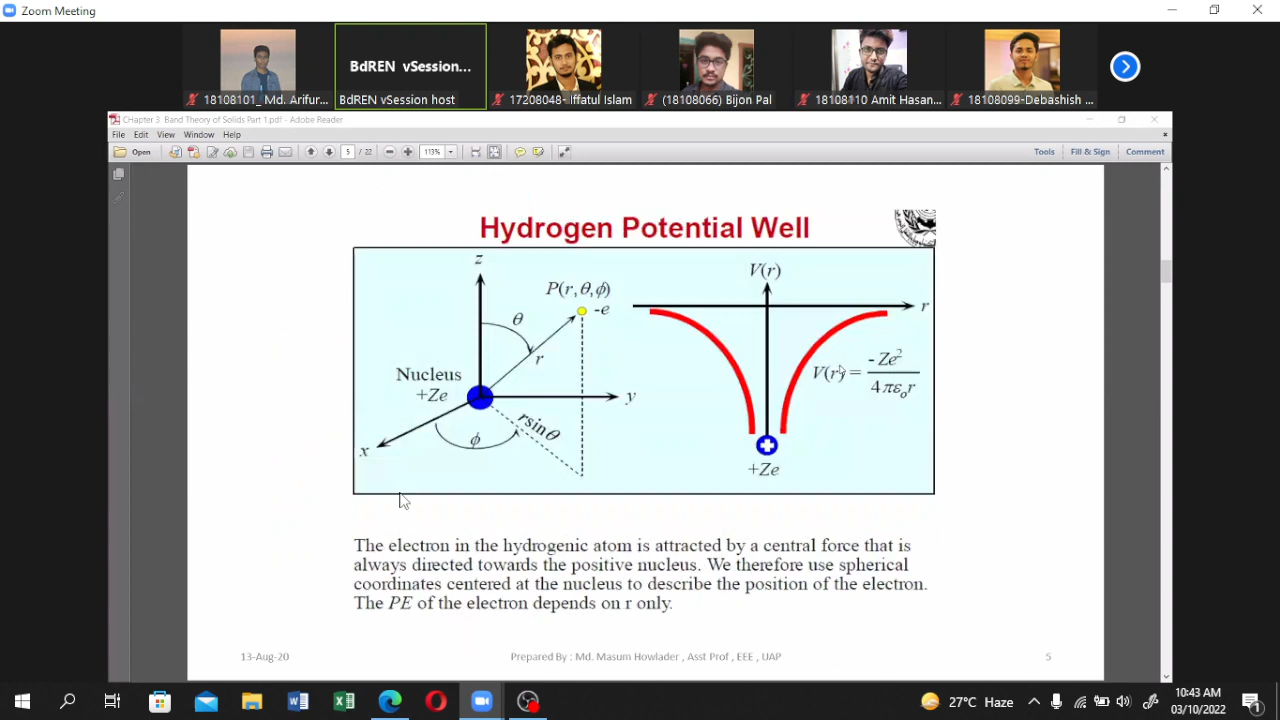 Zoom Meeting
BdREN vSession...
18108101_ Md. Arifur...
BdREN vSession host
17208048- Iffatul Islam
(18108066) Bijon Pal
18108110 Amit Hasan...
18108099-Debashish ...
CHapter 3 Band Theory of Solids Part 1.pdf - Adobe Reader
File Edit View Window Help
Open
5 / 22
113%
Tools Fill & Sign Comment
Hydrogen Potential Well
z
P(r, θ, ϕ)
-e
θ
r
Nucleus
+Ze
y
r sinθ
ϕ
x
V(r)
r
V(r) = - Ze² / 4πεₒr
+Ze
The electron in the hydrogenic atom is attracted by a central force that is
always directed towards the positive nucleus. We therefore use spherical
coordinates centered at the nucleus to describe the position of the electron.
The PE of the electron depends on r only.
13-Aug-20
Prepared By : Md. Masum Howlader , Asst Prof , EEE , UAP
5
27°C Haze
10:43 AM
03/10/2022
1